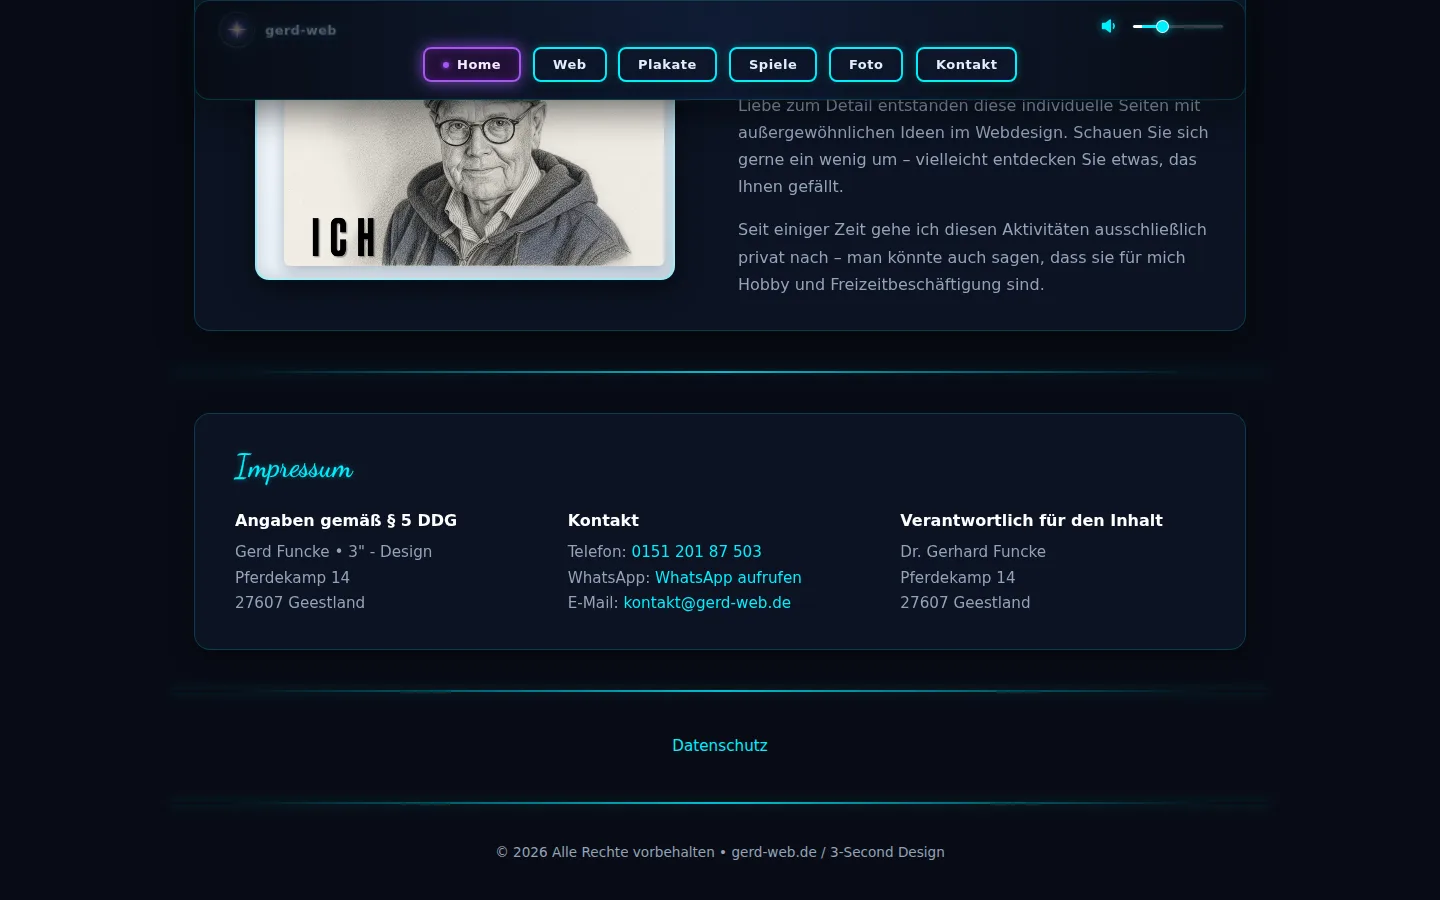 gerd-web
Home
Web
Plakate
Spiele
Foto
Kontakt
Liebe zum Detail entstanden diese individuelle Seiten mit
außergewöhnlichen Ideen im Webdesign. Schauen Sie sich
gerne ein wenig um – vielleicht entdecken Sie etwas, das
Ihnen gefällt.
Seit einiger Zeit gehe ich diesen Aktivitäten ausschließlich
privat nach – man könnte auch sagen, dass sie für mich
Hobby und Freizeitbeschäftigung sind.
ICH
Impressum
Angaben gemäß § 5 DDG
Gerd Funcke • 3" - Design
Pferdekamp 14
27607 Geestland
Kontakt
Telefon: 0151 201 87 503
WhatsApp: WhatsApp aufrufen
E-Mail: kontakt@gerd-web.de
Verantwortlich für den Inhalt
Dr. Gerhard Funcke
Pferdekamp 14
27607 Geestland
Datenschutz
© 2026 Alle Rechte vorbehalten • gerd-web.de / 3-Second Design